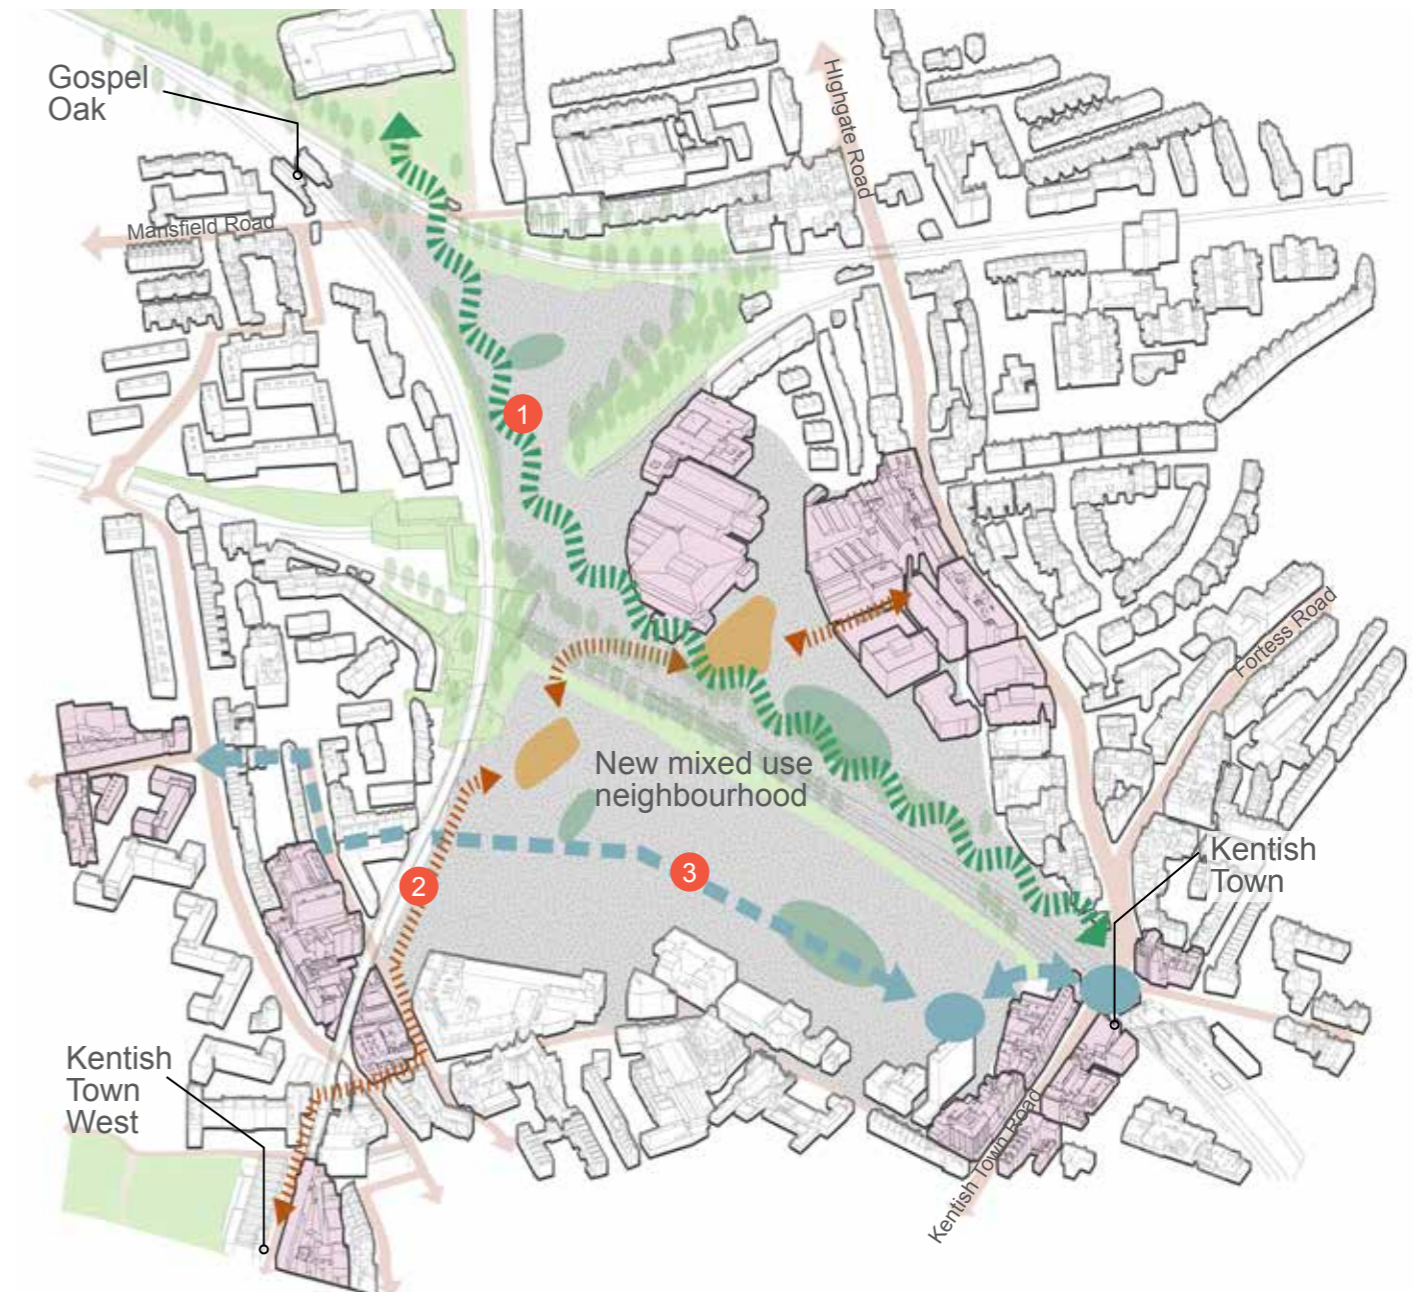 Gospel
Oak
HIghgate Road
Mansfield Road
1
Fortess Road
New mixed use
neighbourhood
Kentish
Town
3
2
Kentish
Town
West
Kentish Town Road